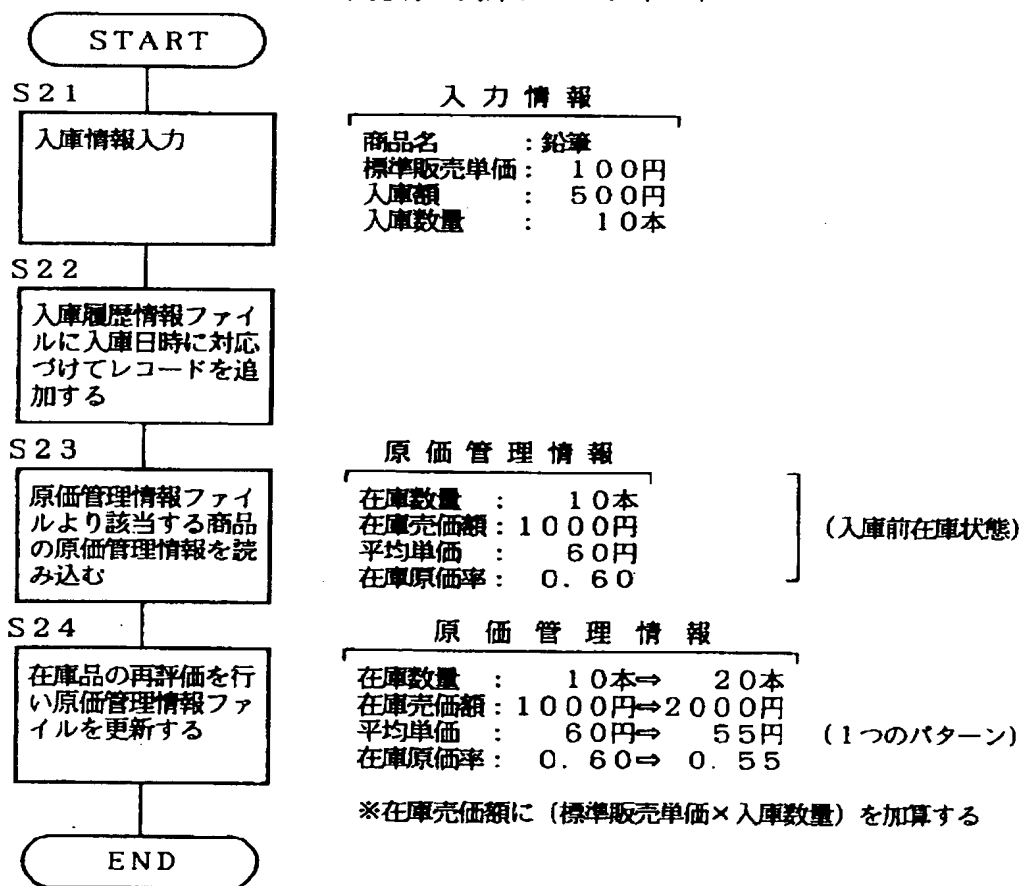 START
S21
入庫情報入力
入力情報
商品名 :鉛筆
標準販売単価: 100円
入庫額 : 500円
入庫数量 : 10本
S22
入庫履歴情報ファイ
ルに入庫日時に対応
づけてレコードを追
加する
S23
原価管理情報ファイ
ルより該当する商品
の原価管理情報を読
み込む
原価管理情報
在庫数量 : 10本
在庫売価額:1000円
平均単価 : 60円
在庫原価率: 0.60
(入庫前在庫状態)
S24
在庫品の再評価を行
い原価管理情報ファ
イルを更新する
原価管理情報
在庫数量 : 10本⇒ 20本
在庫売価額:1000円⇒2000円
平均単価 : 60円⇒ 55円
在庫原価率: 0.60⇒ 0.55
(1つのパターン)
※在庫売価額に(標準販売単価×入庫数量)を加算する
END